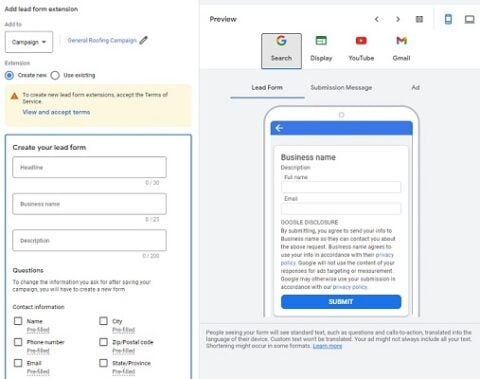 Add lead form extension
Add to
Campaign
General Roofing Campaign
Extension
Create new
Use existing
To create new lead form extensions, accept the Terms of
Service.
View and accept terms
Create your lead form
Headline
0 / 30
Business name
0 / 25
Description
0 / 200
Questions
To change the information you ask for after saving your
campaign, you will have to create a new form
Contact information
Name
Pre-filled
City
Pre-filled
Phone number
Pre-filled
Zip/Postal code
Pre-filled
Email
Pre-filled
State/Province
Pre-filled
Preview
Search
Display
YouTube
Gmail
Lead Form
Submission Message
Ad
Business name
Description
Full name
Email
GOOGLE DISCLOSURE
By submitting, you agree to send your info to
Business name so they can contact you about
the above request. Business name agrees to
use your info in accordance with their privacy
policy. Google will use the content of your
responses for ads targeting or measurement.
Google may otherwise use your submission in
accordance with our privacy policy.
SUBMIT
People seeing your form will see standard text, such as questions and calls-to-action, translated into the
language of their device. Custom text won't be translated. Your ad might not always include all your text.
Shortening might occur in some formats. Learn more